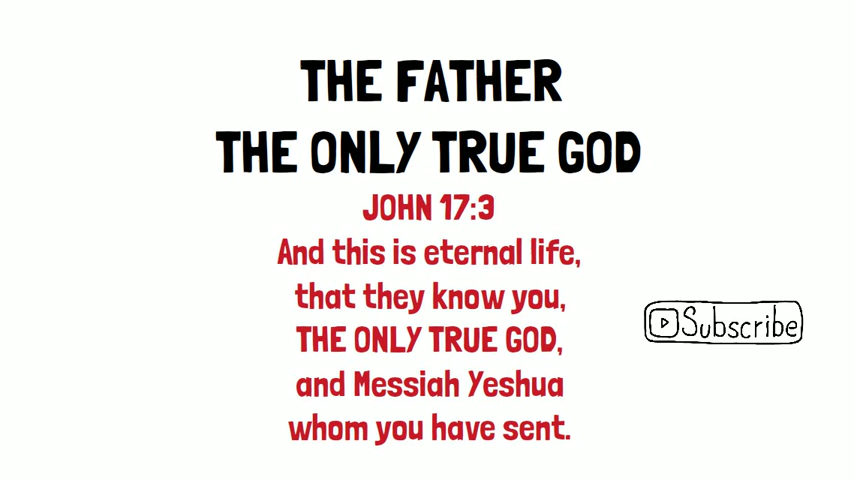 THE FATHER
THE ONLY TRUE GOD
JOHN 17:3
And this is eternal life,
that they know you,
THE ONLY TRUE GOD,
and Messiah Yeshua
whom you have sent.
Subscribe